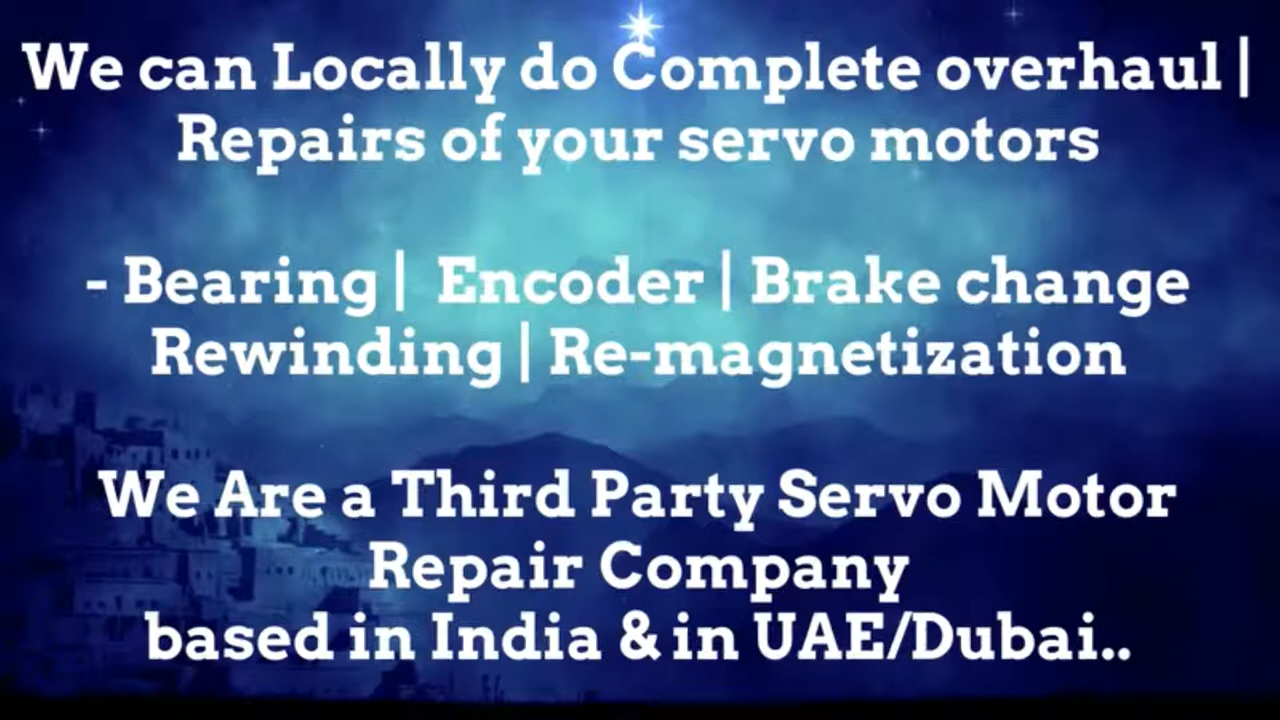 We can Locally do Complete overhaul |
Repairs of your servo motors
- Bearing | Encoder | Brake change
Rewinding | Re-magnetization
We Are a Third Party Servo Motor
Repair Company
based in India & in UAE/Dubai..